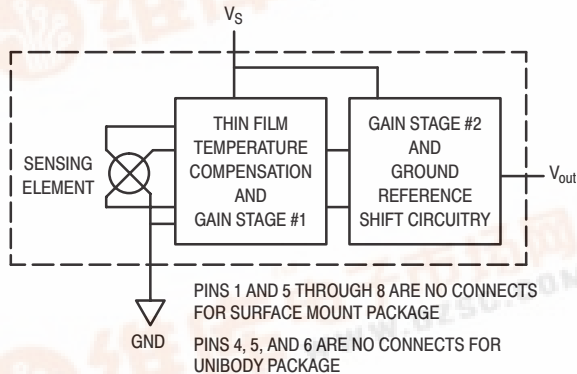 VS
THIN FILM
TEMPERATURE
COMPENSATION
AND
GAIN STAGE #1
GAIN STAGE #2
AND
GROUND
REFERENCE
SHIFT CIRCUITRY
SENSING
ELEMENT
Vout
PINS 1 AND 5 THROUGH 8 ARE NO CONNECTS
FOR SURFACE MOUNT PACKAGE
GND
PINS 4, 5, AND 6 ARE NO CONNECTS FOR
UNIBODY PACKAGE